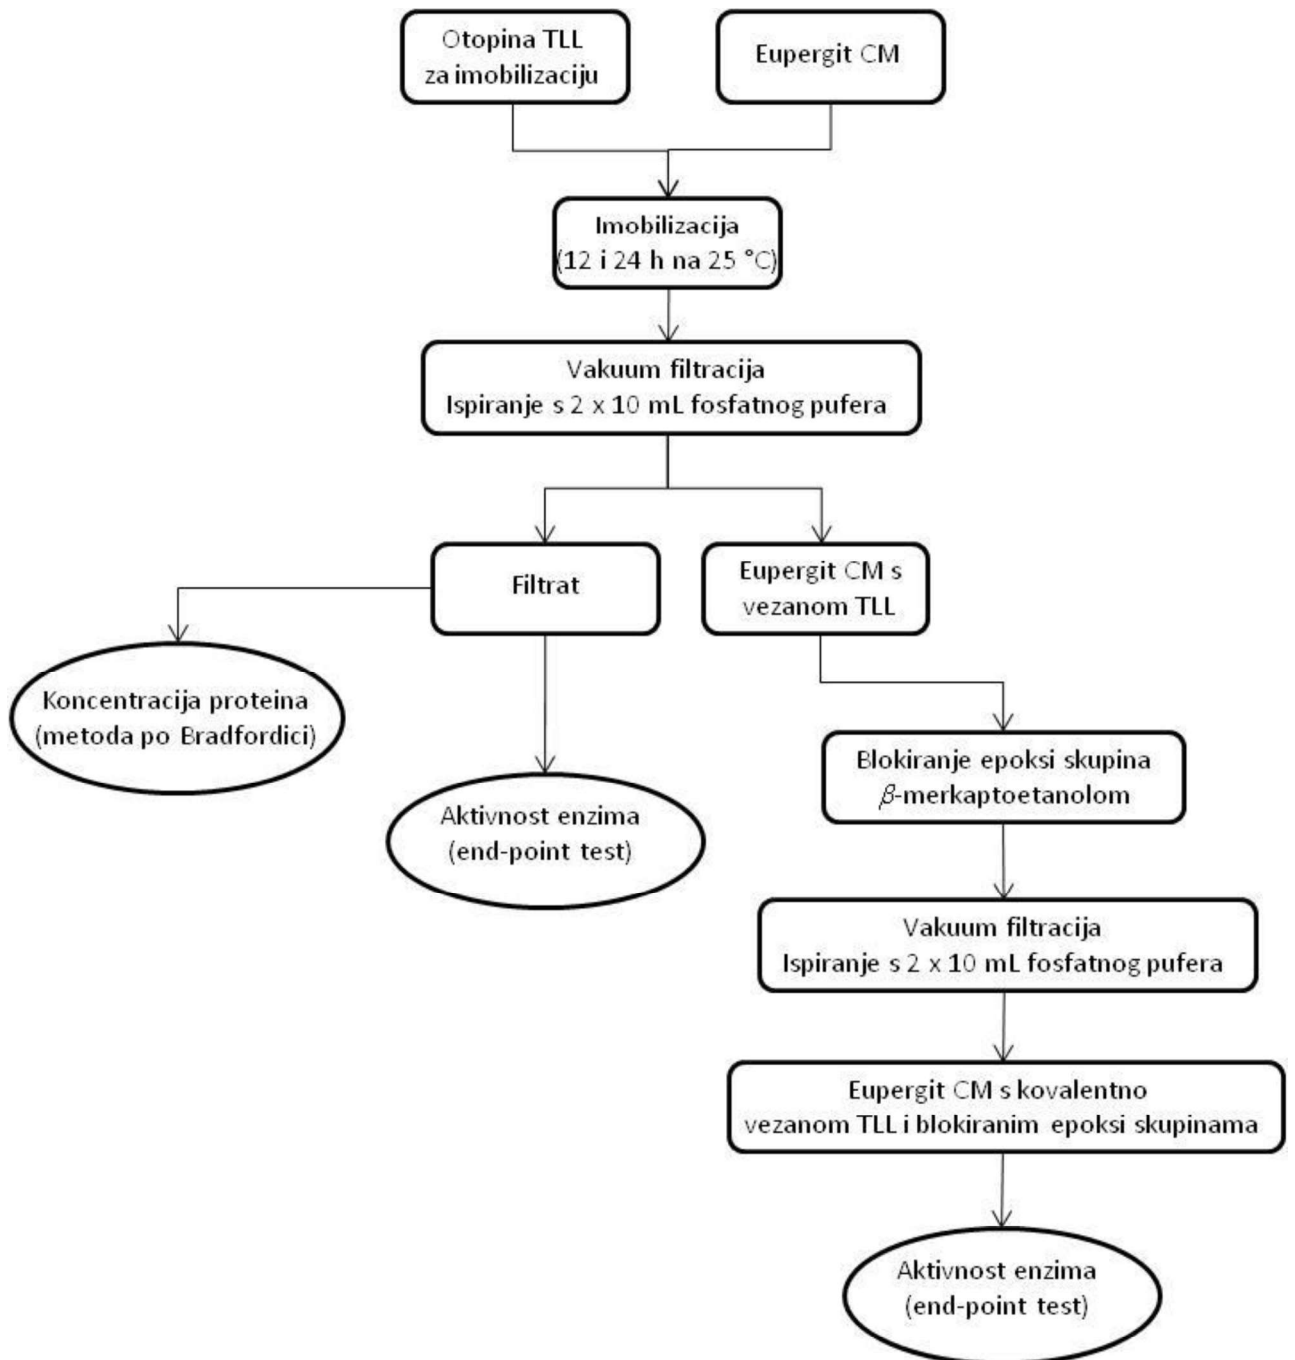 Otopina TLL
za imobilizaciju
Eupergit CM
Imobilizacija
(12 i 24 h na 25 °C)
Vakuum filtracija
Ispiranje s 2 x 10 mL fosfatnog pufera
Filtrat
Eupergit CM s
vezanom TLL
Koncentracija proteina
(metoda po Bradfordici)
Aktivnost enzima
(end-point test)
Blokiranje epoksi skupina
β-merkaptoetanolom
Vakuum filtracija
Ispiranje s 2 x 10 mL fosfatnog pufera
Eupergit CM s kovalentno
vezanom TLL i blokiranim epoksi skupinama
Aktivnost enzima
(end-point test)